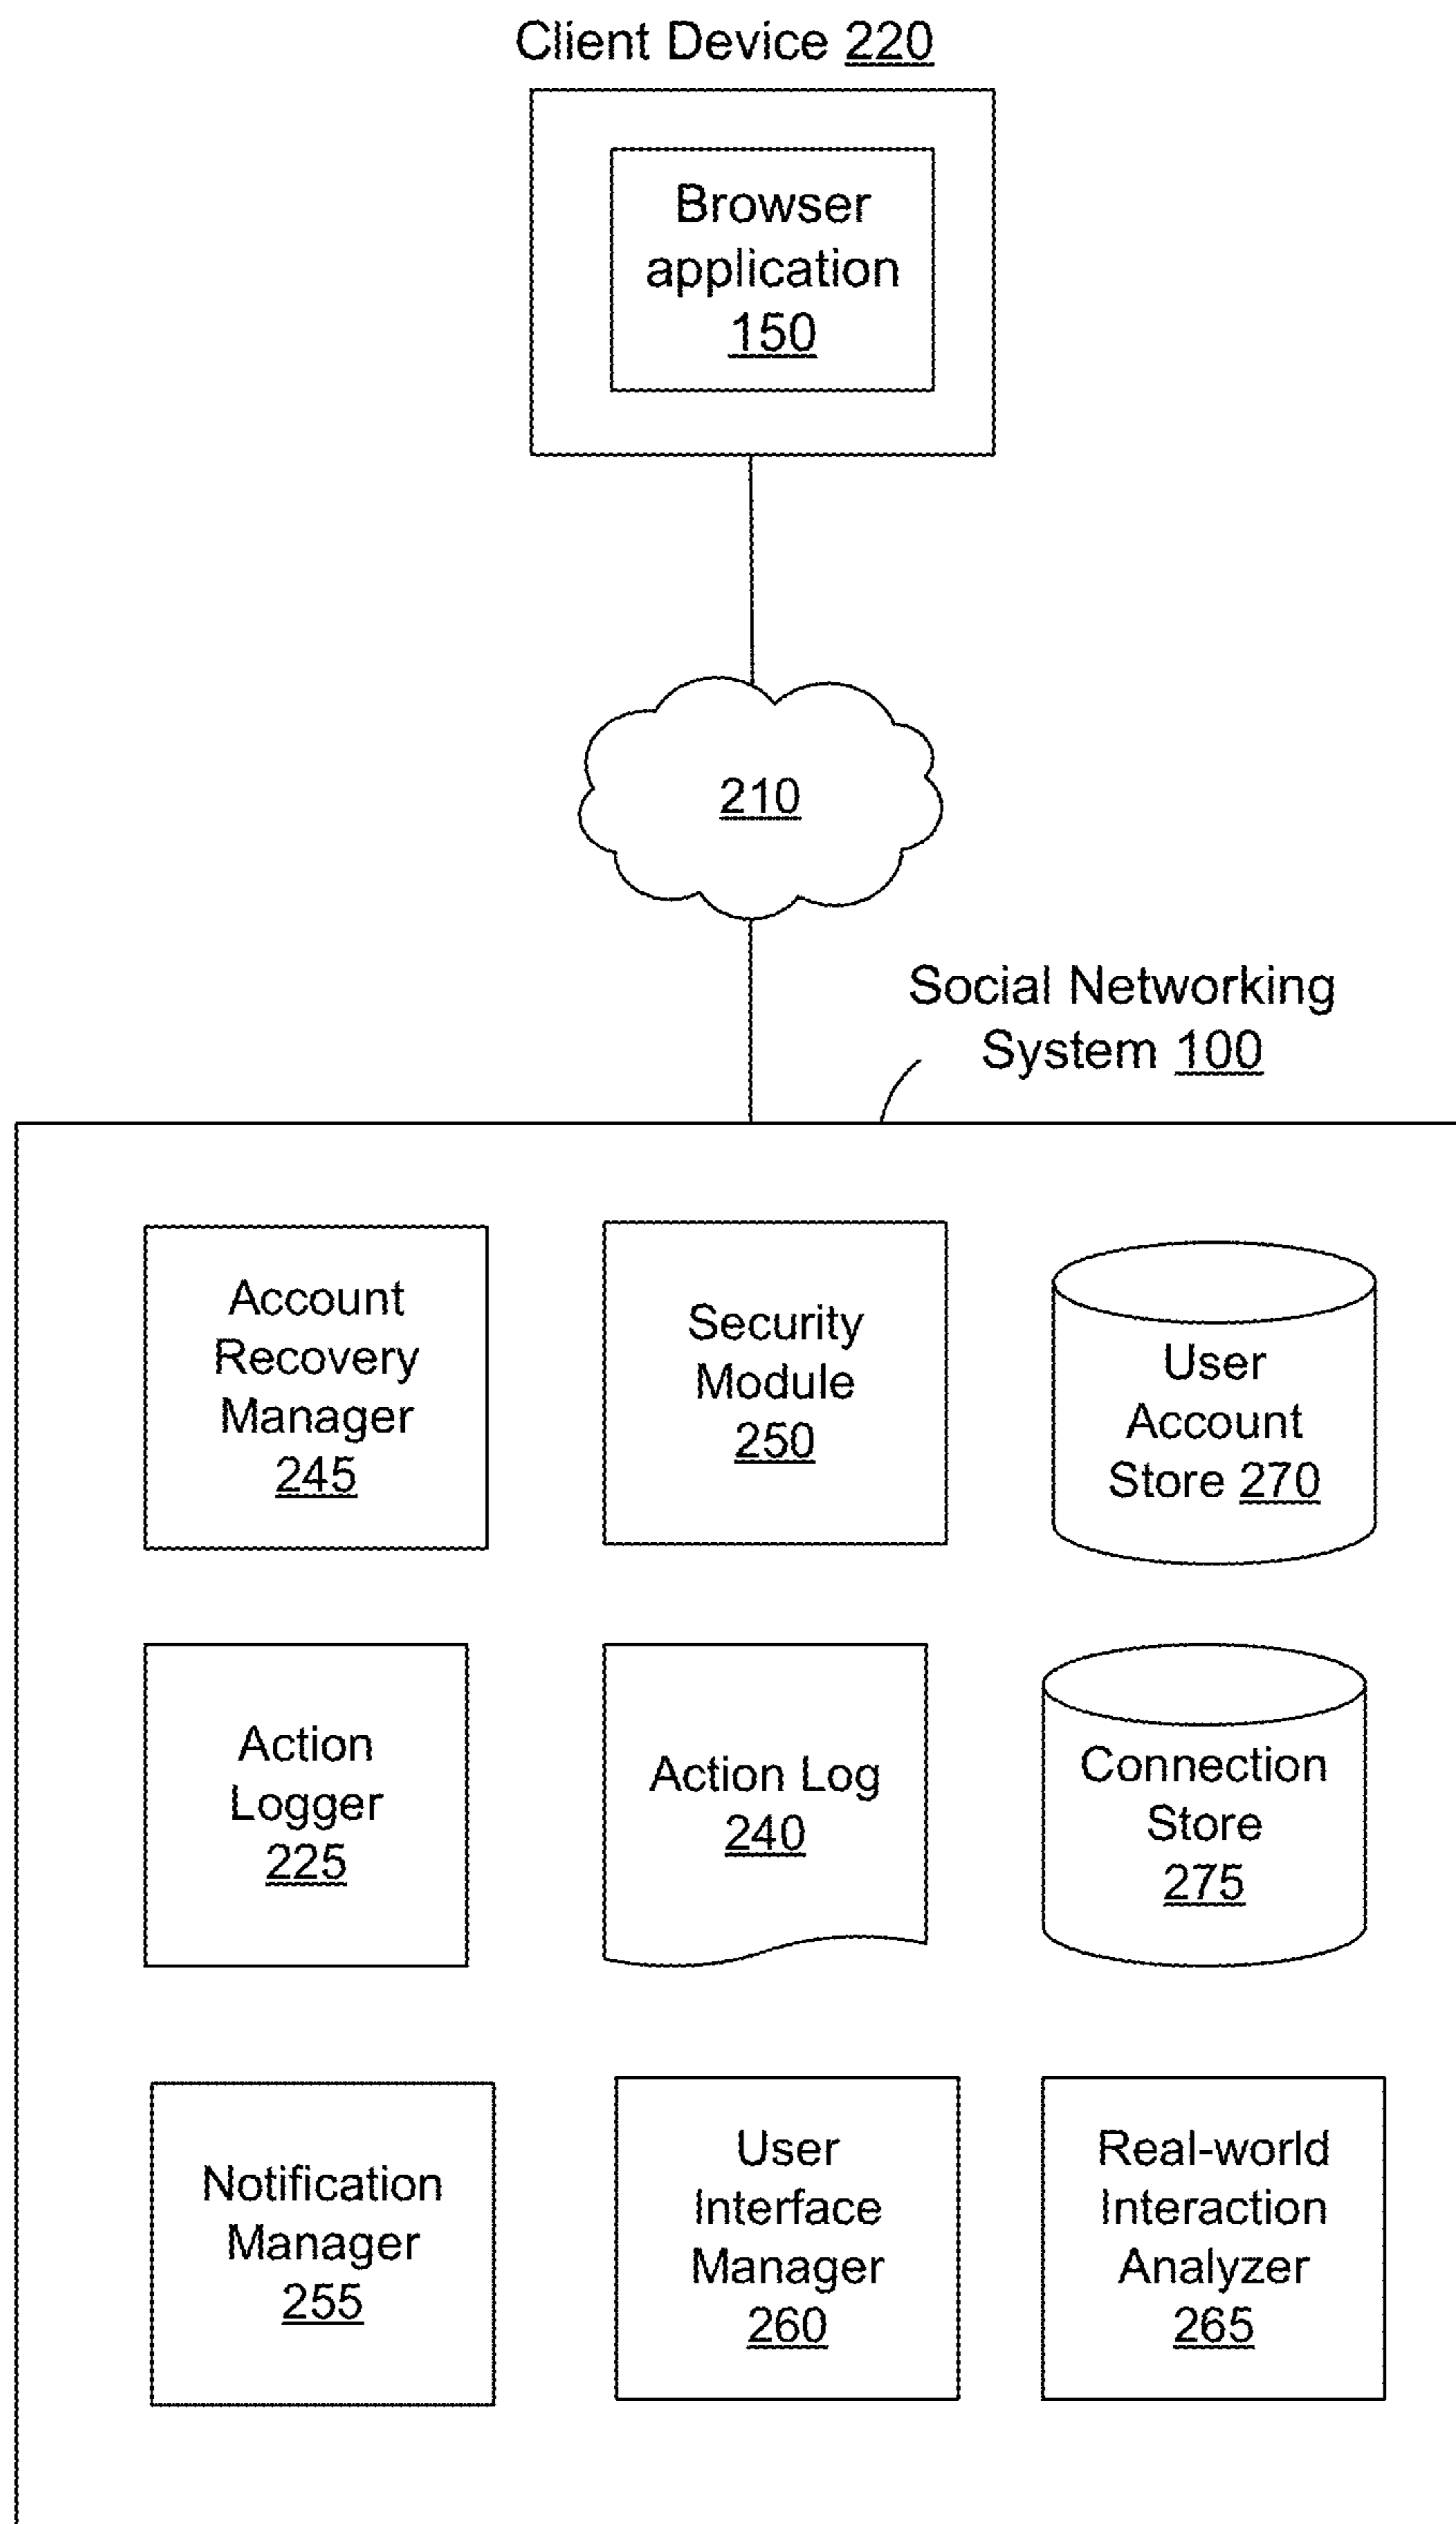 Client Device 220
Browser
application
150
210
Social Networking
System 100
Account
Recovery
Manager
245
Security
Module
250
User
Account
Store 270
Action
Logger
225
Action Log
240
Connection
Store
275
Notification
Manager
255
User
Interface
Manager
260
Real-world
Interaction
Analyzer
265